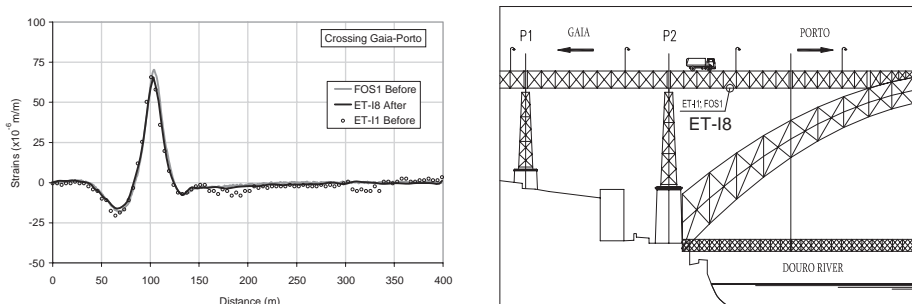 100
75
50
25
0
-25
-50
Strains (x10⁻⁶ m/m)
Crossing Gaia-Porto
FOS1 Before
ET-I8 After
ET-I1 Before
0 50 100 150 200 250 300 350 400
Distance (m)
P1 GAIA P2 PORTO
ET-I1; FOS1
ET-I8
DOURO RIVER